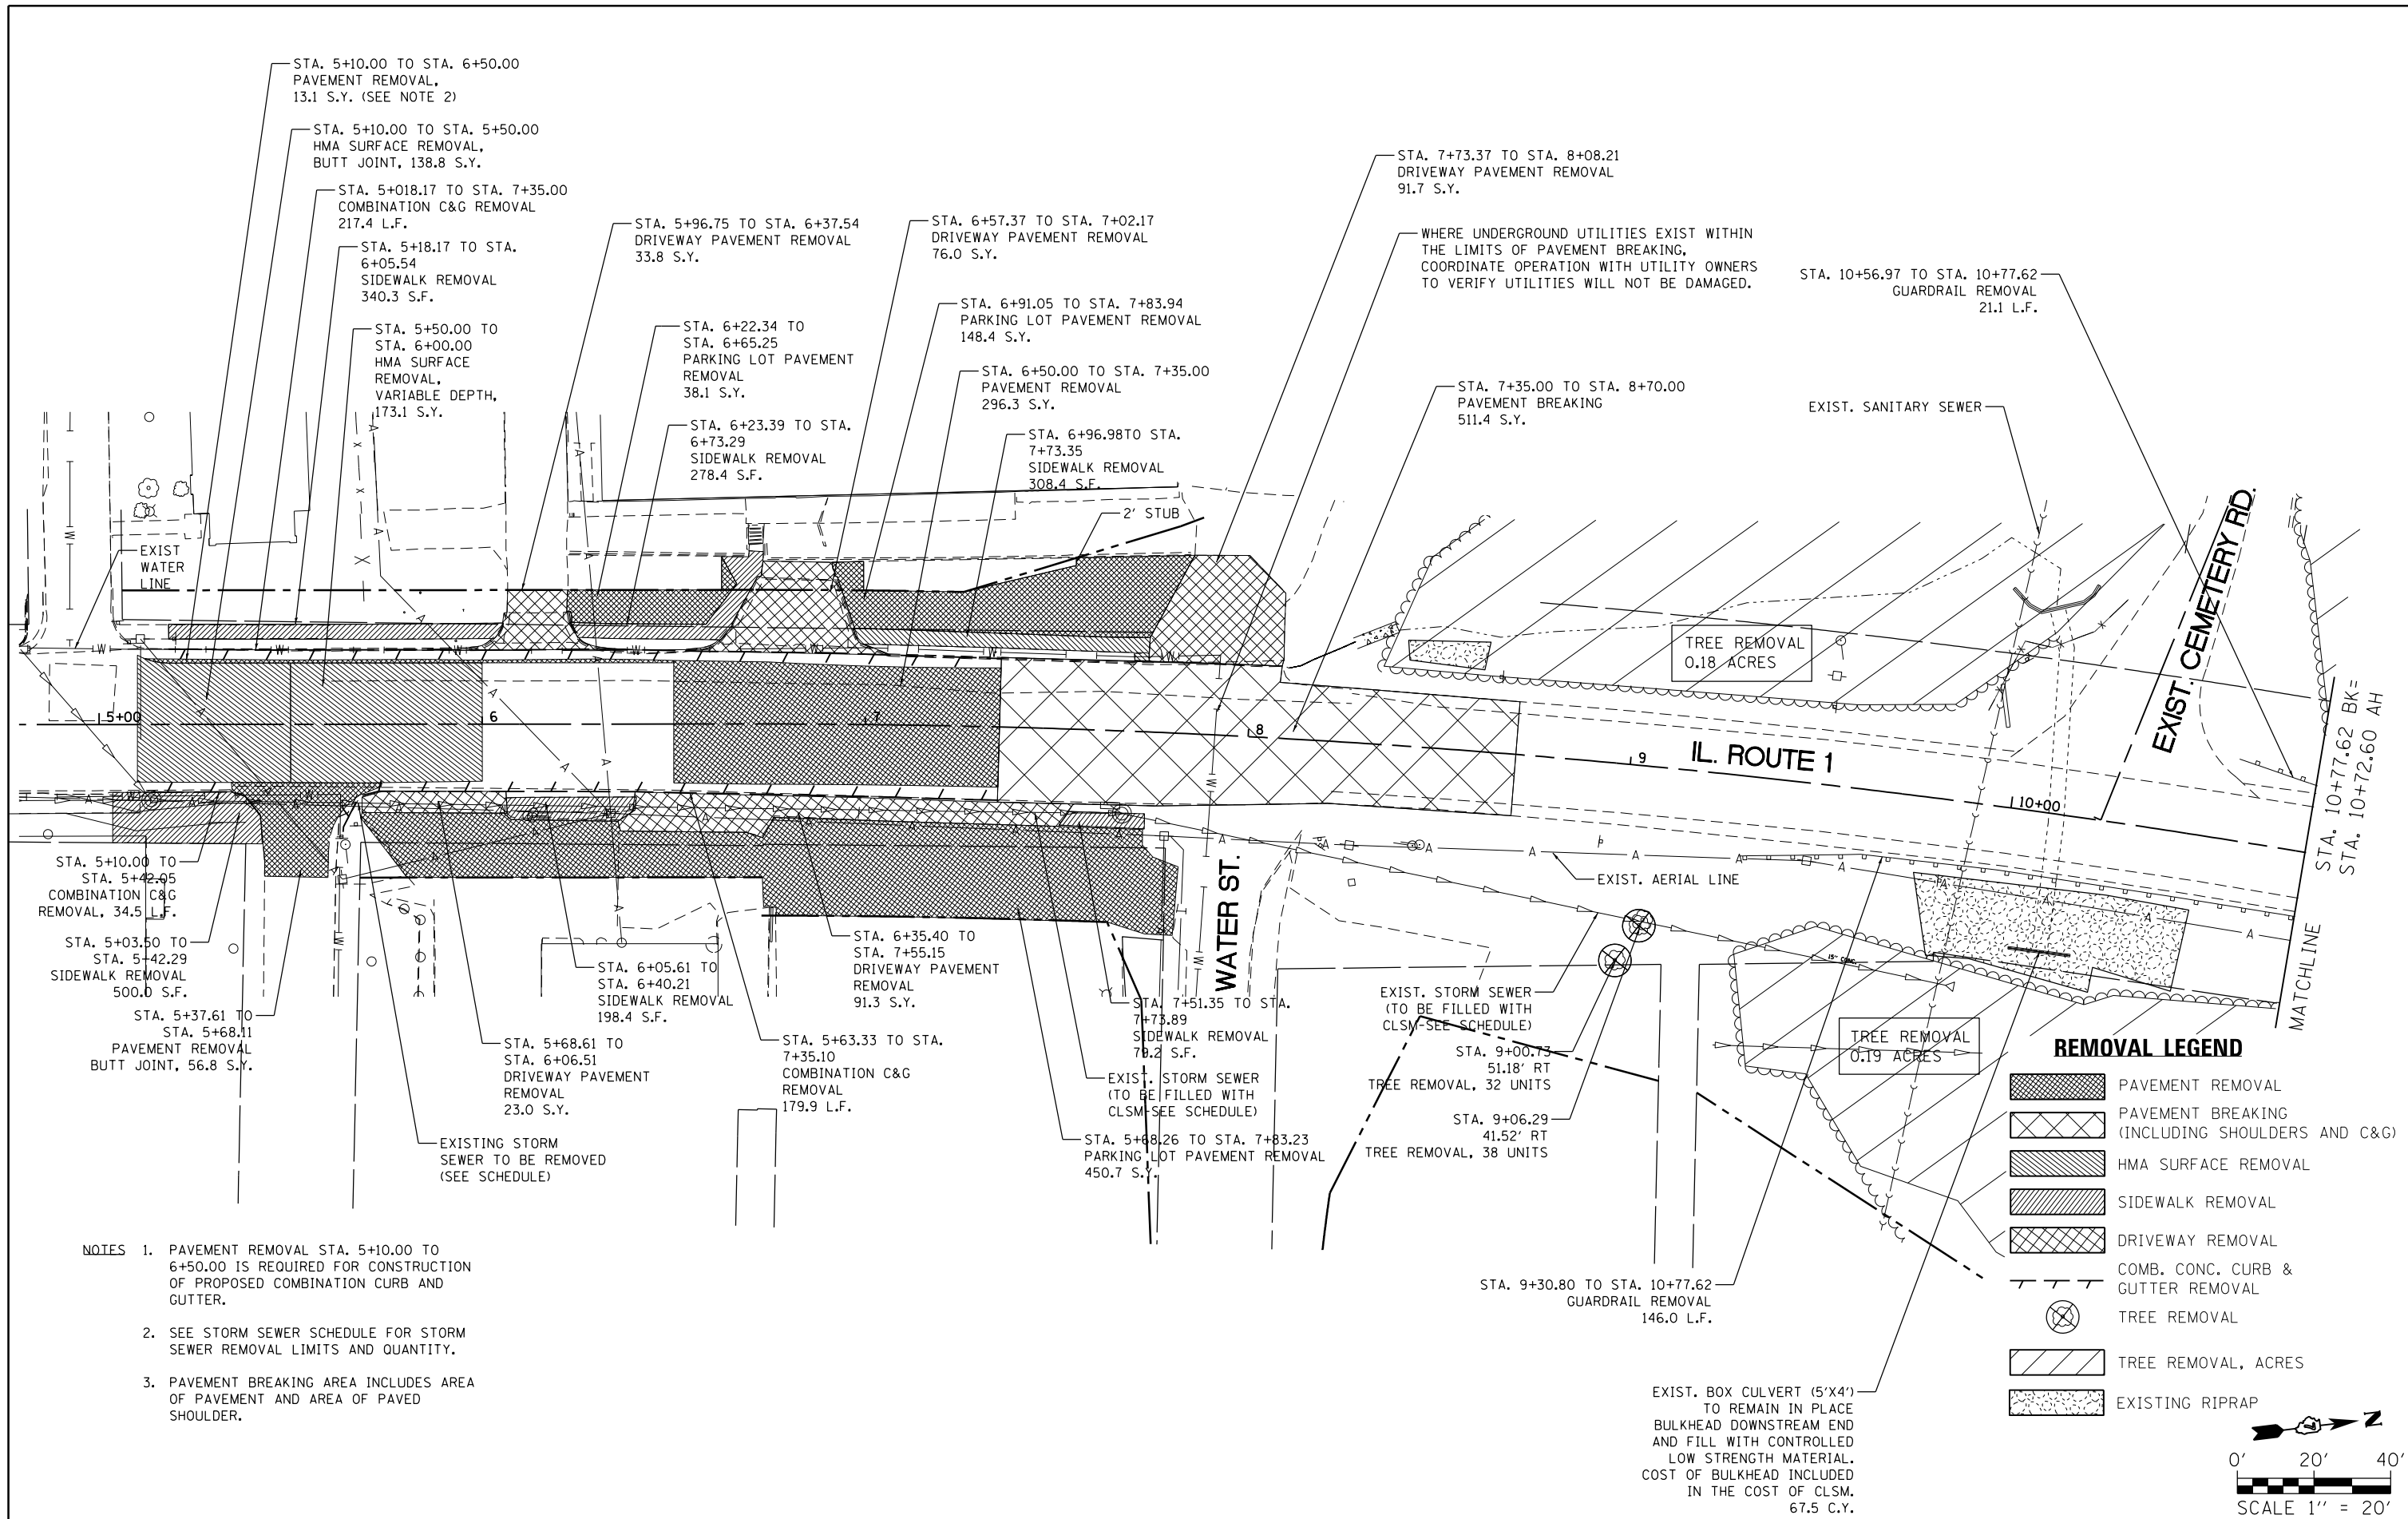 STA. 5+10.00 TO STA. 6+50.00
PAVEMENT REMOVAL,
13.1 S.Y. (SEE NOTE 2)
STA. 5+10.00 TO STA. 5+50.00
HMA SURFACE REMOVAL,
BUTT JOINT, 138.8 S.Y.
STA. 5+018.17 TO STA. 7+35.00
COMBINATION C&G REMOVAL
217.4 L.F.
STA. 5+18.17 TO STA.
6+05.54
SIDEWALK REMOVAL
340.3 S.F.
STA. 5+50.00 TO
STA. 6+00.00
HMA SURFACE
REMOVAL,
VARIABLE DEPTH,
173.1 S.Y.
STA. 5+96.75 TO STA. 6+37.54
DRIVEWAY PAVEMENT REMOVAL
33.8 S.Y.
STA. 6+22.34 TO
STA. 6+65.25
PARKING LOT PAVEMENT
REMOVAL
38.1 S.Y.
STA. 6+23.39 TO STA.
6+73.29
SIDEWALK REMOVAL
278.4 S.F.
STA. 6+57.37 TO STA. 7+02.17
DRIVEWAY PAVEMENT REMOVAL
76.0 S.Y.
STA. 6+91.05 TO STA. 7+83.94
PARKING LOT PAVEMENT REMOVAL
148.4 S.Y.
STA. 6+50.00 TO STA. 7+35.00
PAVEMENT REMOVAL
296.3 S.Y.
STA. 6+96.98TO STA.
7+73.35
SIDEWALK REMOVAL
308.4 S.F.
2' STUB
STA. 7+73.37 TO STA. 8+08.21
DRIVEWAY PAVEMENT REMOVAL
91.7 S.Y.
WHERE UNDERGROUND UTILITIES EXIST WITHIN
THE LIMITS OF PAVEMENT BREAKING,
COORDINATE OPERATION WITH UTILITY OWNERS
TO VERIFY UTILITIES WILL NOT BE DAMAGED.
STA. 7+35.00 TO STA. 8+70.00
PAVEMENT BREAKING
511.4 S.Y.
STA. 10+56.97 TO STA. 10+77.62
GUARDRAIL REMOVAL
21.1 L.F.
EXIST. SANITARY SEWER
EXIST. CEMETERY RD.
EXIST
WATER
LINE
TREE REMOVAL
0.18 ACRES
5+00
6
7
8
9
10+00
IL. ROUTE 1
STA. 10+77.62 BK=
STA. 10+72.60 AH
MATCHLINE
EXIST. AERIAL LINE
WATER ST.
15" CONC.
STA. 5+10.00 TO
STA. 5+42.05
COMBINATION C&G
REMOVAL, 34.5 L.F.
STA. 5+03.50 TO
STA. 5+42.29
SIDEWALK REMOVAL
500.0 S.F.
STA. 5+37.61 TO
STA. 5+68.11
PAVEMENT REMOVAL
BUTT JOINT, 56.8 S.Y.
STA. 5+68.61 TO
STA. 6+06.51
DRIVEWAY PAVEMENT
REMOVAL
23.0 S.Y.
EXISTING STORM
SEWER TO BE REMOVED
(SEE SCHEDULE)
STA. 6+05.61 TO
STA. 6+40.21
SIDEWALK REMOVAL
198.4 S.F.
STA. 5+63.33 TO STA.
7+35.10
COMBINATION C&G
REMOVAL
179.9 L.F.
STA. 6+35.40 TO
STA. 7+55.15
DRIVEWAY PAVEMENT
REMOVAL
91.3 S.Y.
STA. 7+51.35 TO STA.
7+73.89
SIDEWALK REMOVAL
79.2 S.F.
EXIST. STORM SEWER
(TO BE FILLED WITH
CLSM-SEE SCHEDULE)
STA. 5+68.26 TO STA. 7+83.23
PARKING LOT PAVEMENT REMOVAL
450.7 S.Y.
EXIST. STORM SEWER
(TO BE FILLED WITH
CLSM-SEE SCHEDULE)
STA. 9+00.73
51.18' RT
TREE REMOVAL, 32 UNITS
STA. 9+06.29
41.52' RT
TREE REMOVAL, 38 UNITS
TREE REMOVAL
0.19 ACRES
STA. 9+30.80 TO STA. 10+77.62
GUARDRAIL REMOVAL
146.0 L.F.
EXIST. BOX CULVERT (5'X4')
TO REMAIN IN PLACE
BULKHEAD DOWNSTREAM END
AND FILL WITH CONTROLLED
LOW STRENGTH MATERIAL.
COST OF BULKHEAD INCLUDED
IN THE COST OF CLSM.
67.5 C.Y.
REMOVAL LEGEND
PAVEMENT REMOVAL
PAVEMENT BREAKING
(INCLUDING SHOULDERS AND C&G)
HMA SURFACE REMOVAL
SIDEWALK REMOVAL
DRIVEWAY REMOVAL
COMB. CONC. CURB &
GUTTER REMOVAL
TREE REMOVAL
TREE REMOVAL, ACRES
EXISTING RIPRAP
NOTES 1. PAVEMENT REMOVAL STA. 5+10.00 TO
6+50.00 IS REQUIRED FOR CONSTRUCTION
OF PROPOSED COMBINATION CURB AND
GUTTER.
2. SEE STORM SEWER SCHEDULE FOR STORM
SEWER REMOVAL LIMITS AND QUANTITY.
3. PAVEMENT BREAKING AREA INCLUDES AREA
OF PAVEMENT AND AREA OF PAVED
SHOULDER.
N
0' 20' 40'
SCALE 1" = 20'